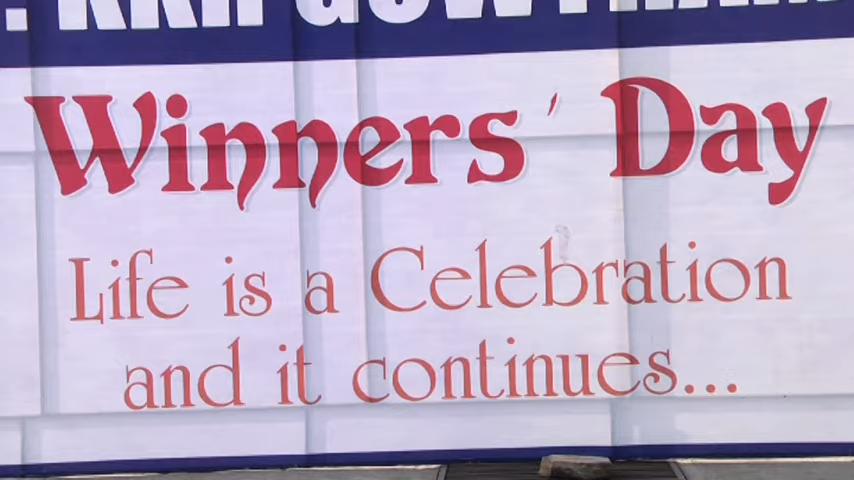 Winners' Day
Life is a Celebration
and it continues...